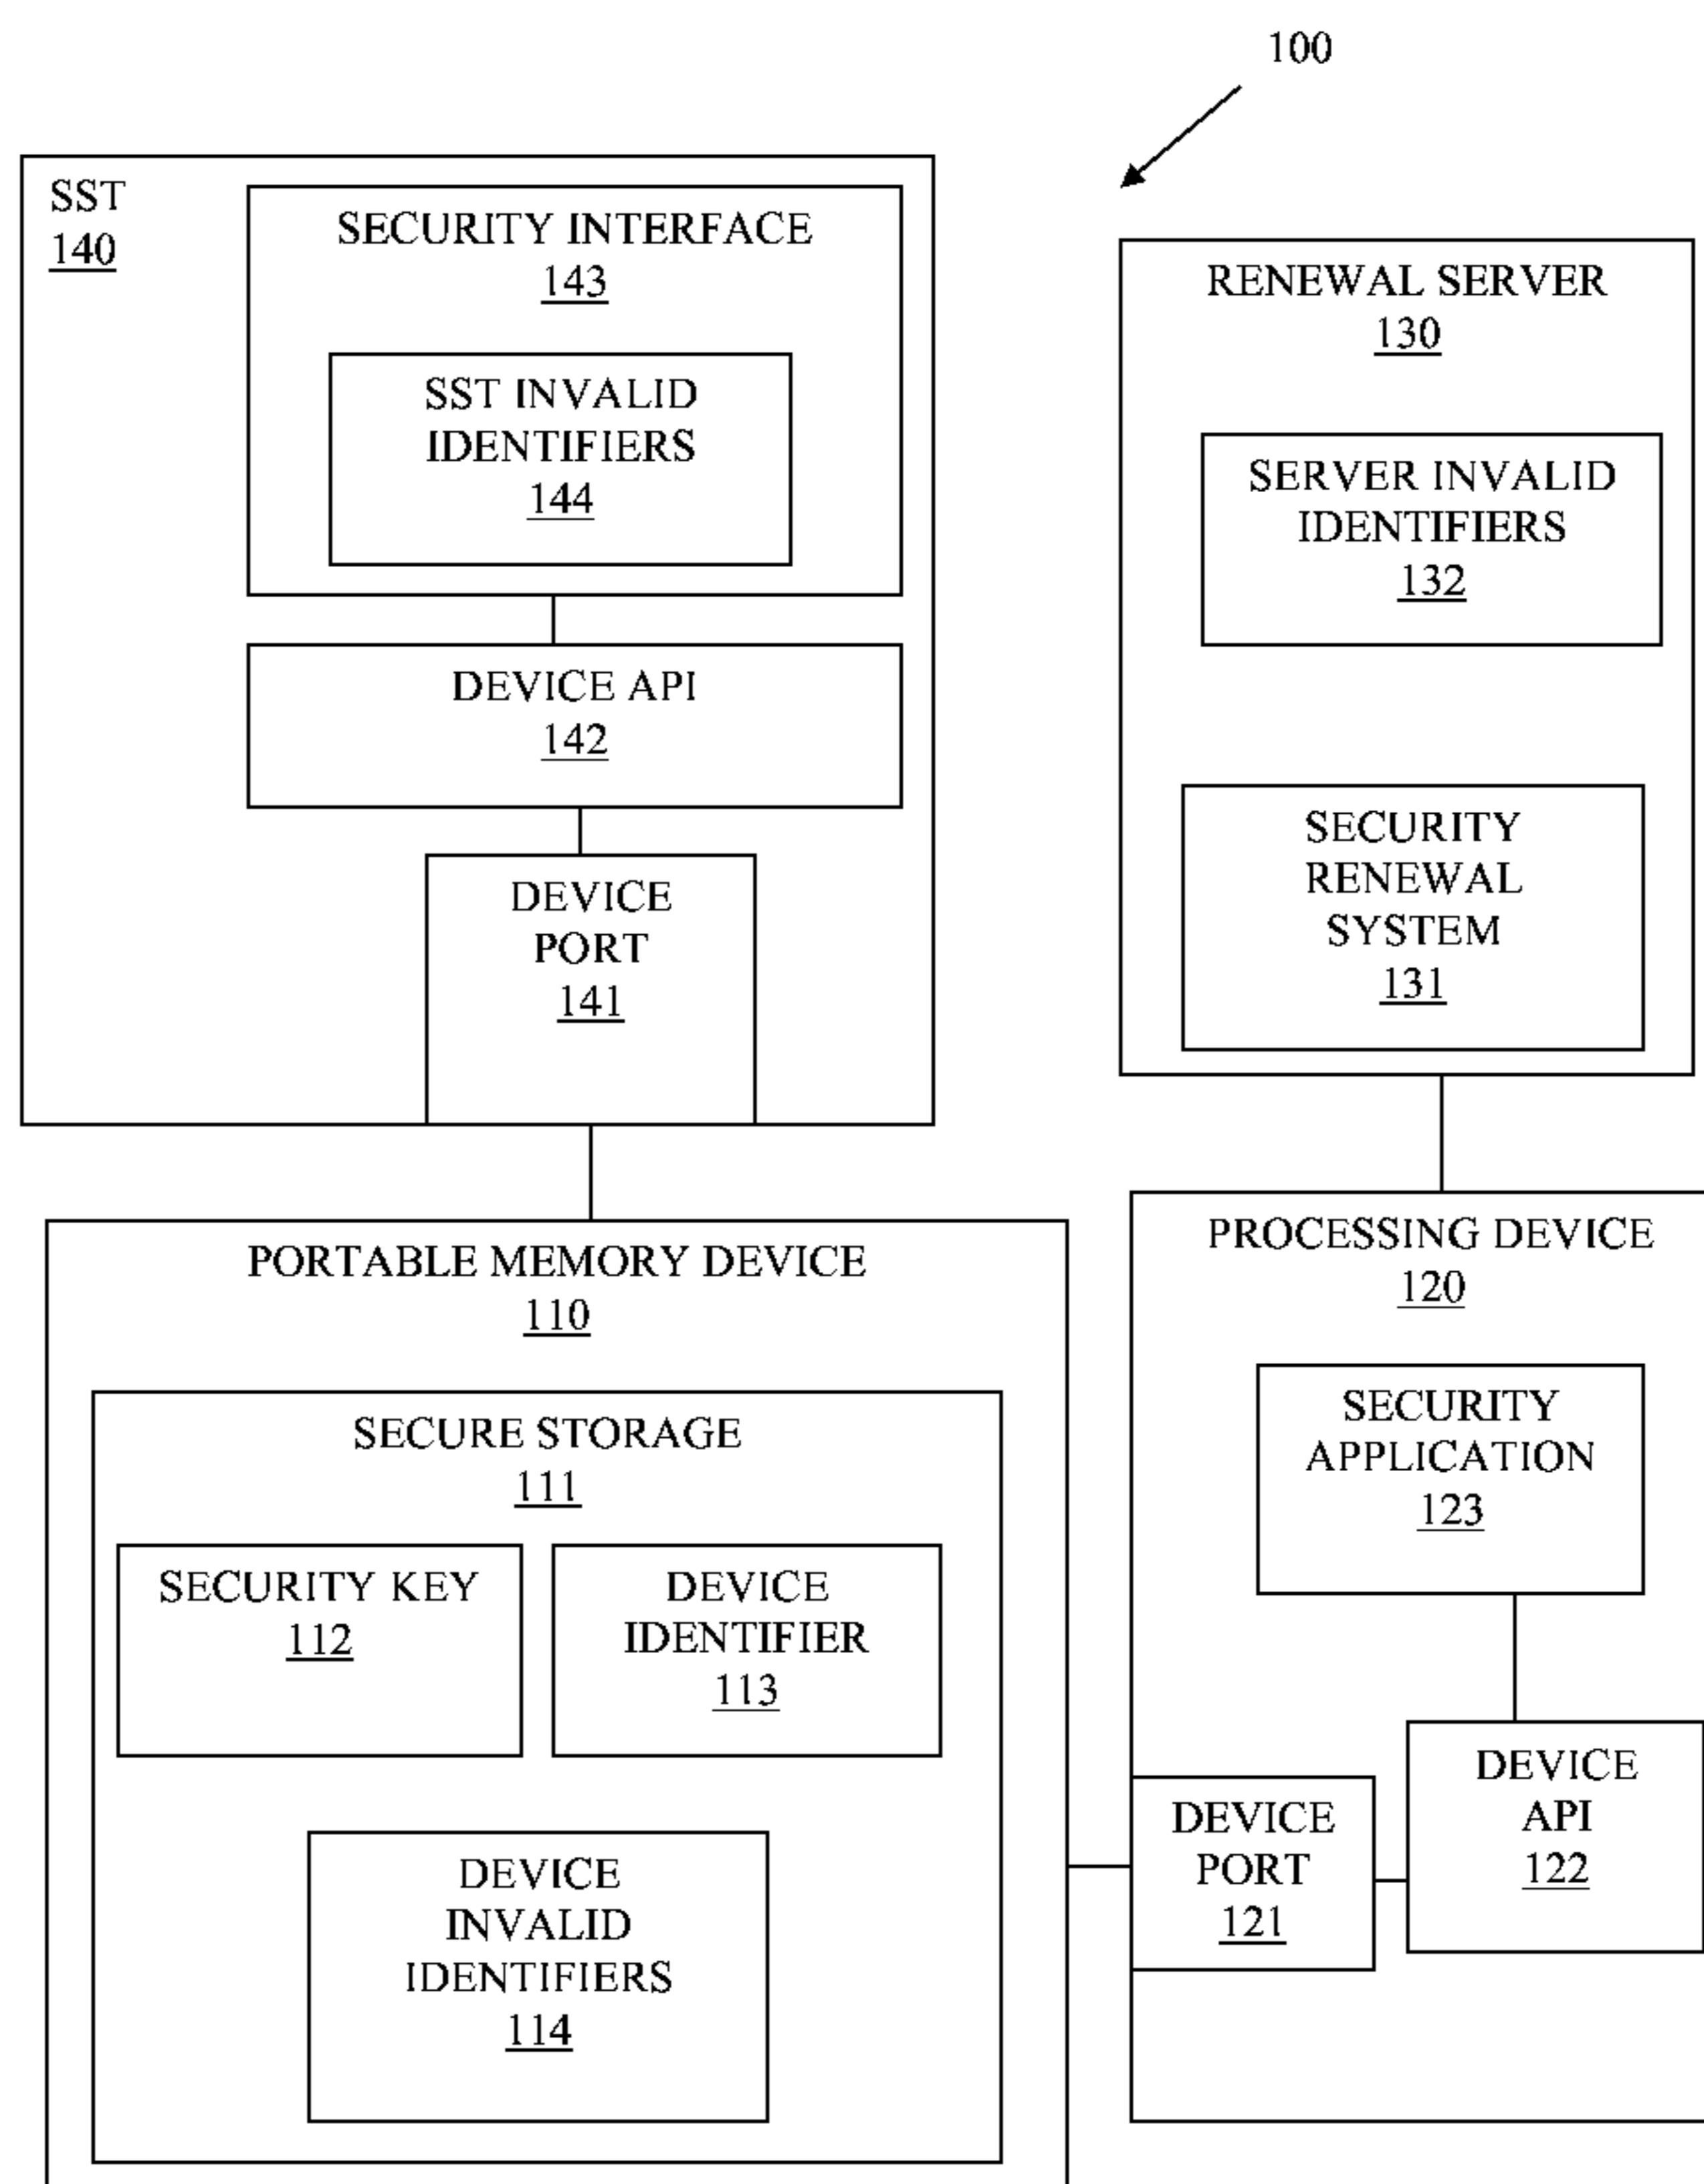 100
SST
140
SECURITY INTERFACE
143
SST INVALID
IDENTIFIERS
144
DEVICE API
142
DEVICE
PORT
141
RENEWAL SERVER
130
SERVER INVALID
IDENTIFIERS
132
SECURITY
RENEWAL
SYSTEM
131
PORTABLE MEMORY DEVICE
110
SECURE STORAGE
111
SECURITY KEY
112
DEVICE
IDENTIFIER
113
DEVICE
INVALID
IDENTIFIERS
114
PROCESSING DEVICE
120
SECURITY
APPLICATION
123
DEVICE
PORT
121
DEVICE
API
122